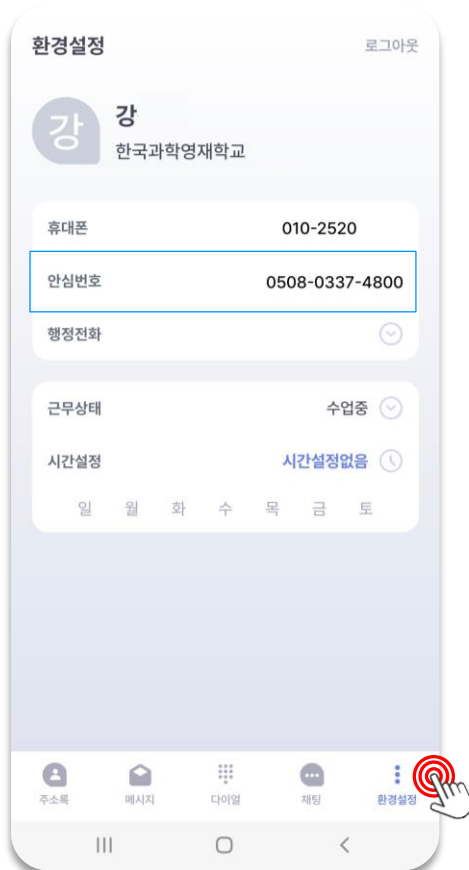 환경설정 로그아웃
강 강
한국과학영재학교
휴대폰 010-2520
안심번호 0508-0337-4800
행정전화
근무상태 수업중
시간설정 시간설정없음
일 월 화 수 목 금 토
주소록 메시지 다이얼 채팅 환경설정